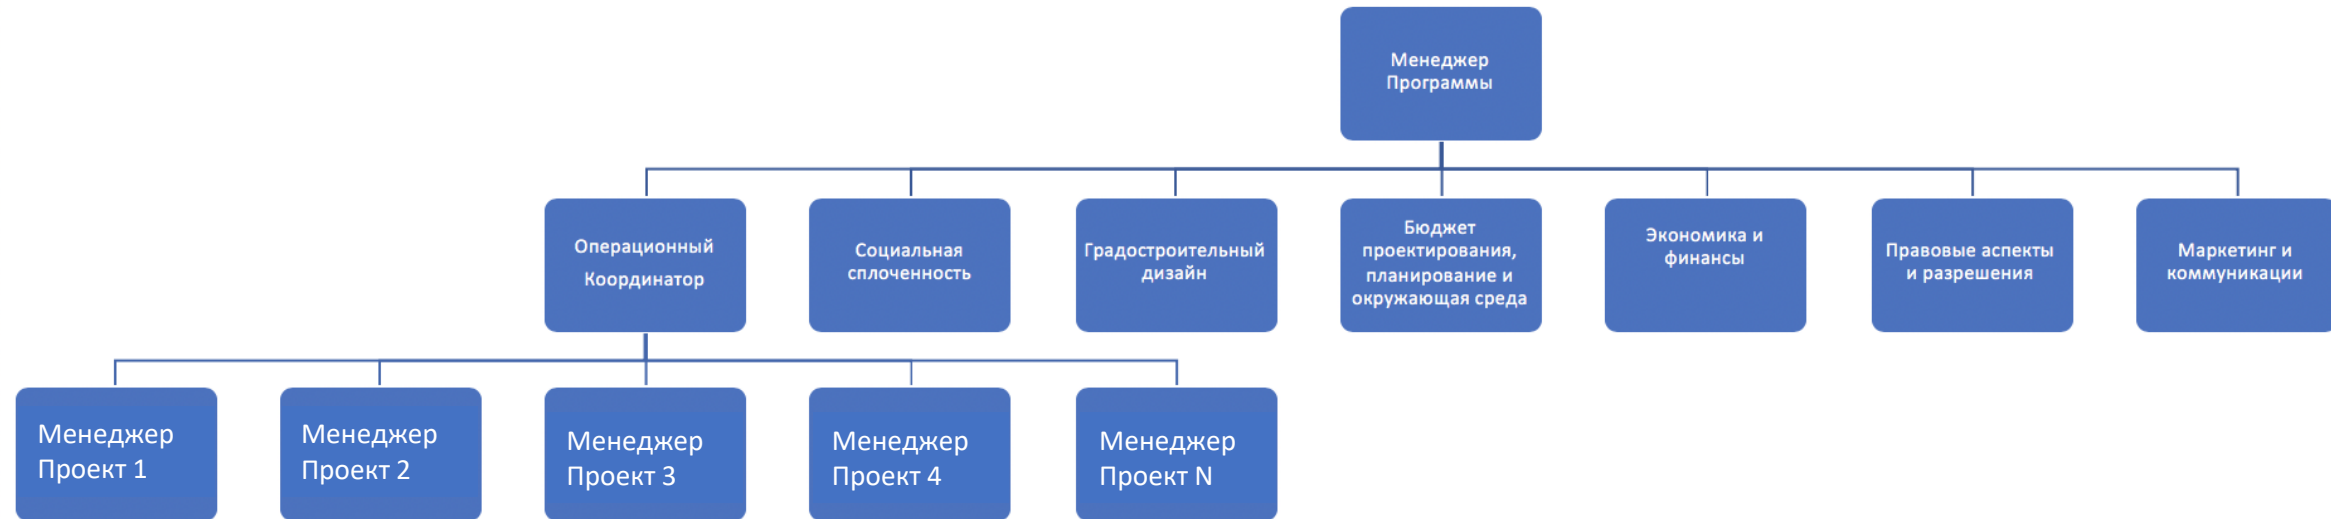 Менеджер
Программы
Операционный
Координатор
Социальная
сплоченность
Градостроительный
дизайн
Бюджет
проектирования,
планирование и
окружающая среда
Экономика и
финансы
Правовые аспекты
и разрешения
Маркетинг и
коммуникации
Менеджер
Проект 1
Менеджер
Проект 2
Менеджер
Проект 3
Менеджер
Проект 4
Менеджер
Проект N